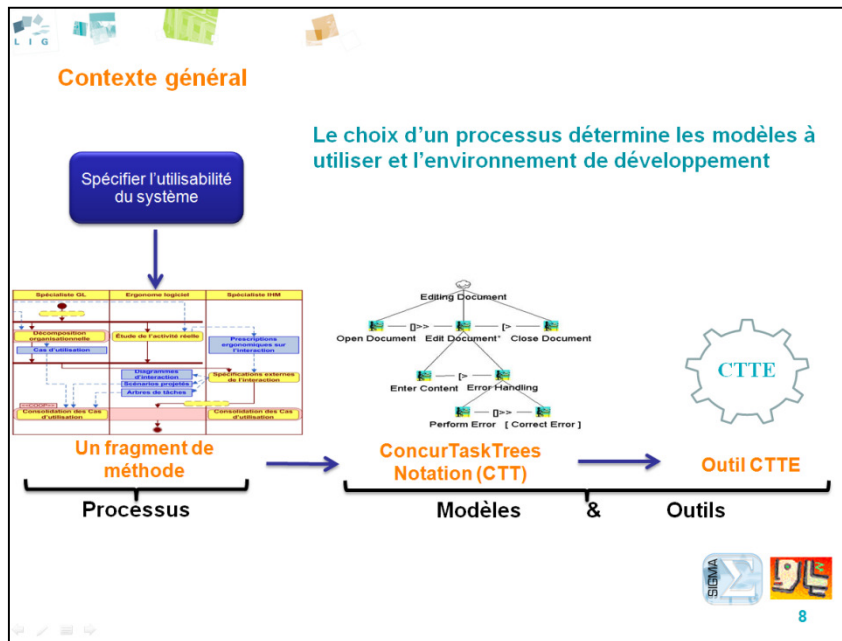 L I G
Contexte général
Le choix d'un processus détermine les modèles à
utiliser et l'environnement de développement
Spécifier l'utilisabilité
du système
Spécialiste GL
Ergonome logiciel
Spécialiste IHM
Décomposition
organisationnelle
Étude de l'activité réelle
Prescriptions
ergonomiques sur
l'interaction
Cas d'utilisation
Diagrammes
d'interaction
Scénarios projetés
Arbres de tâches
Spécifications externes
de l'interaction
Consolidation des Cas
d'utilisation
Consolidation des Cas
d'utilisation
Editing Document
Open Document
[]>>
Edit Document*
[>
Close Document
Enter Content
[>
Error Handling
Perform Error
[]>>
[ Correct Error ]
CTTE
Un fragment de
méthode
ConcurTaskTrees
Notation (CTT)
Outil CTTE
Processus
Modèles & Outils
SIGMA
Σ
8